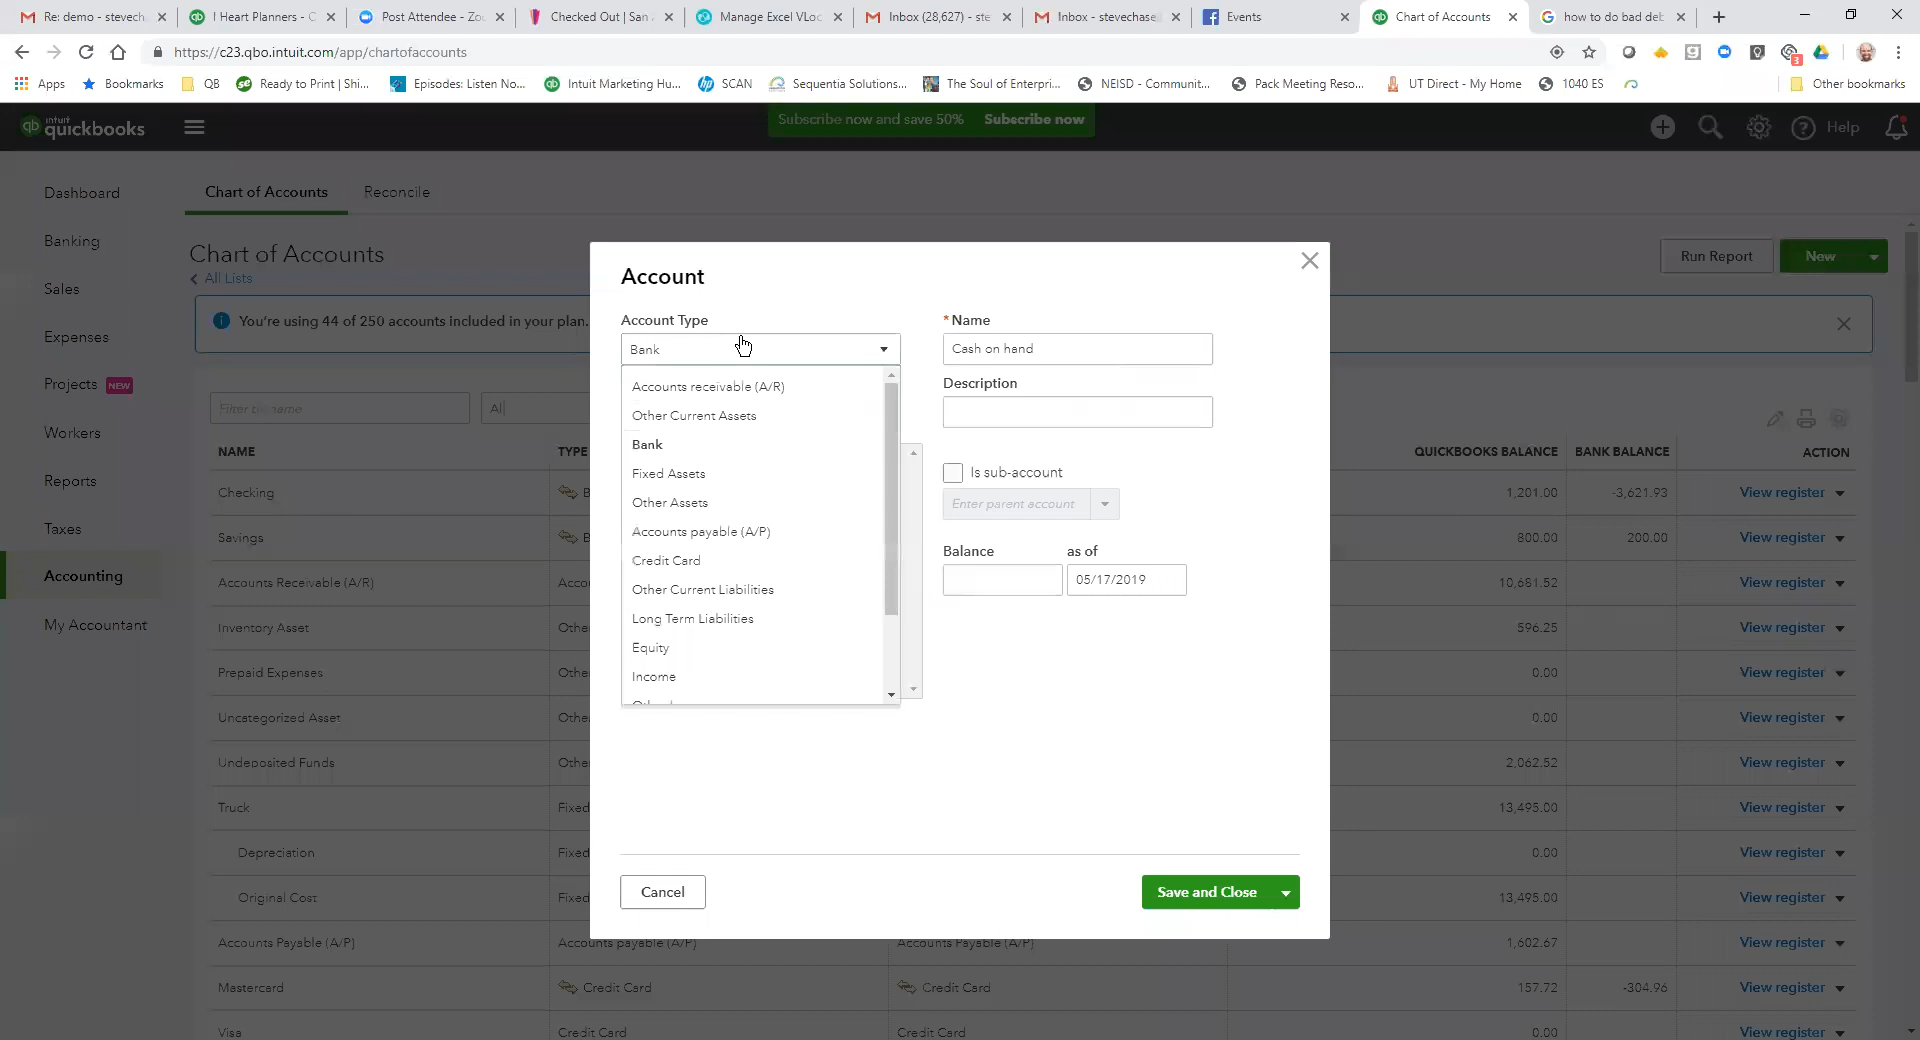 Re: demo - stevech
I Heart Planners - C
Post Attendee - Zoo
Checked Out | San
Manage Excel VLoc
Inbox (28,627) - ste
Inbox - stevechase
Events
Chart of Accounts
how to do bad deb
https://c23.qbo.intuit.com/app/chartofaccounts
3
Apps
Bookmarks
QB
Ready to Print | Shi...
Episodes: Listen No...
Intuit Marketing Hu...
SCAN
Sequentia Solutions...
The Soul of Enterpri...
NEISD - Communit...
Pack Meeting Reso...
UT Direct - My Home
1040 ES
Other bookmarks
intuit
quickbooks
Subscribe now and save 50% Subscribe now
Help
Dashboard
Banking
Sales
Expenses
Projects NEW
Workers
Reports
Taxes
Accounting
My Accountant
Chart of Accounts
Reconcile
Chart of Accounts
All Lists
Run Report
New
You're using 44 of 250 accounts included in your plan.
All
NAME
TYPE
QUICKBOOKS BALANCE
BANK BALANCE
ACTION
Checking 1,201.00 -3,621.93 View register
Savings 800.00 200.00 View register
Accounts Receivable (A/R) 10,681.52 View register
Inventory Asset 596.25 View register
Prepaid Expenses 0.00 View register
Uncategorized Asset 0.00 View register
Undeposited Funds 2,062.52 View register
Truck 13,495.00 View register
Depreciation 0.00 View register
Original Cost 13,495.00 View register
Accounts Payable (A/P) Accounts payable (A/P) Accounts Payable (A/P) 1,602.67 View register
Mastercard Credit Card Credit Card 157.72 -304.96 View register
Visa Credit Card Credit Card 0.00 View register
Account
Account Type
Bank
Accounts receivable (A/R)
Other Current Assets
Bank
Fixed Assets
Other Assets
Accounts payable (A/P)
Credit Card
Other Current Liabilities
Long Term Liabilities
Equity
Income
* Name
Cash on hand
Description
Is sub-account
Enter parent account
Balance as of
05/17/2019
Cancel
Save and Close